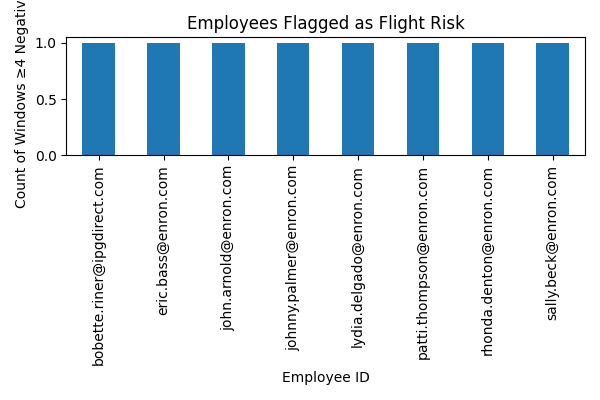 Employees Flagged as Flight Risk
Count of Windows ≥4 Negativ
1.0
0.5
0.0
bobette.riner@ipgdirect.com
eric.bass@enron.com
john.arnold@enron.com
johnny.palmer@enron.com
lydia.delgado@enron.com
patti.thompson@enron.com
rhonda.denton@enron.com
sally.beck@enron.com
Employee ID